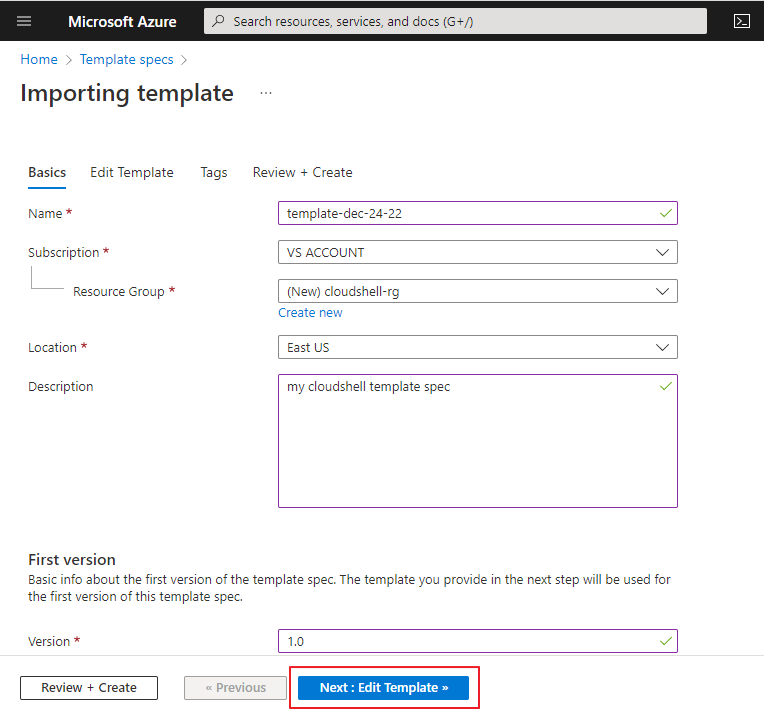 Microsoft Azure
Search resources, services, and docs (G+/)
Home > Template specs >
Importing template ...
Basics Edit Template Tags Review + Create
Name * template-dec-24-22
Subscription * VS ACCOUNT
Resource Group * (New) cloudshell-rg
Create new
Location * East US
Description my cloudshell template spec
First version
Basic info about the first version of the template spec. The template you provide in the next step will be used for
the first version of this template spec.
Version * 1.0
Review + Create « Previous Next : Edit Template »